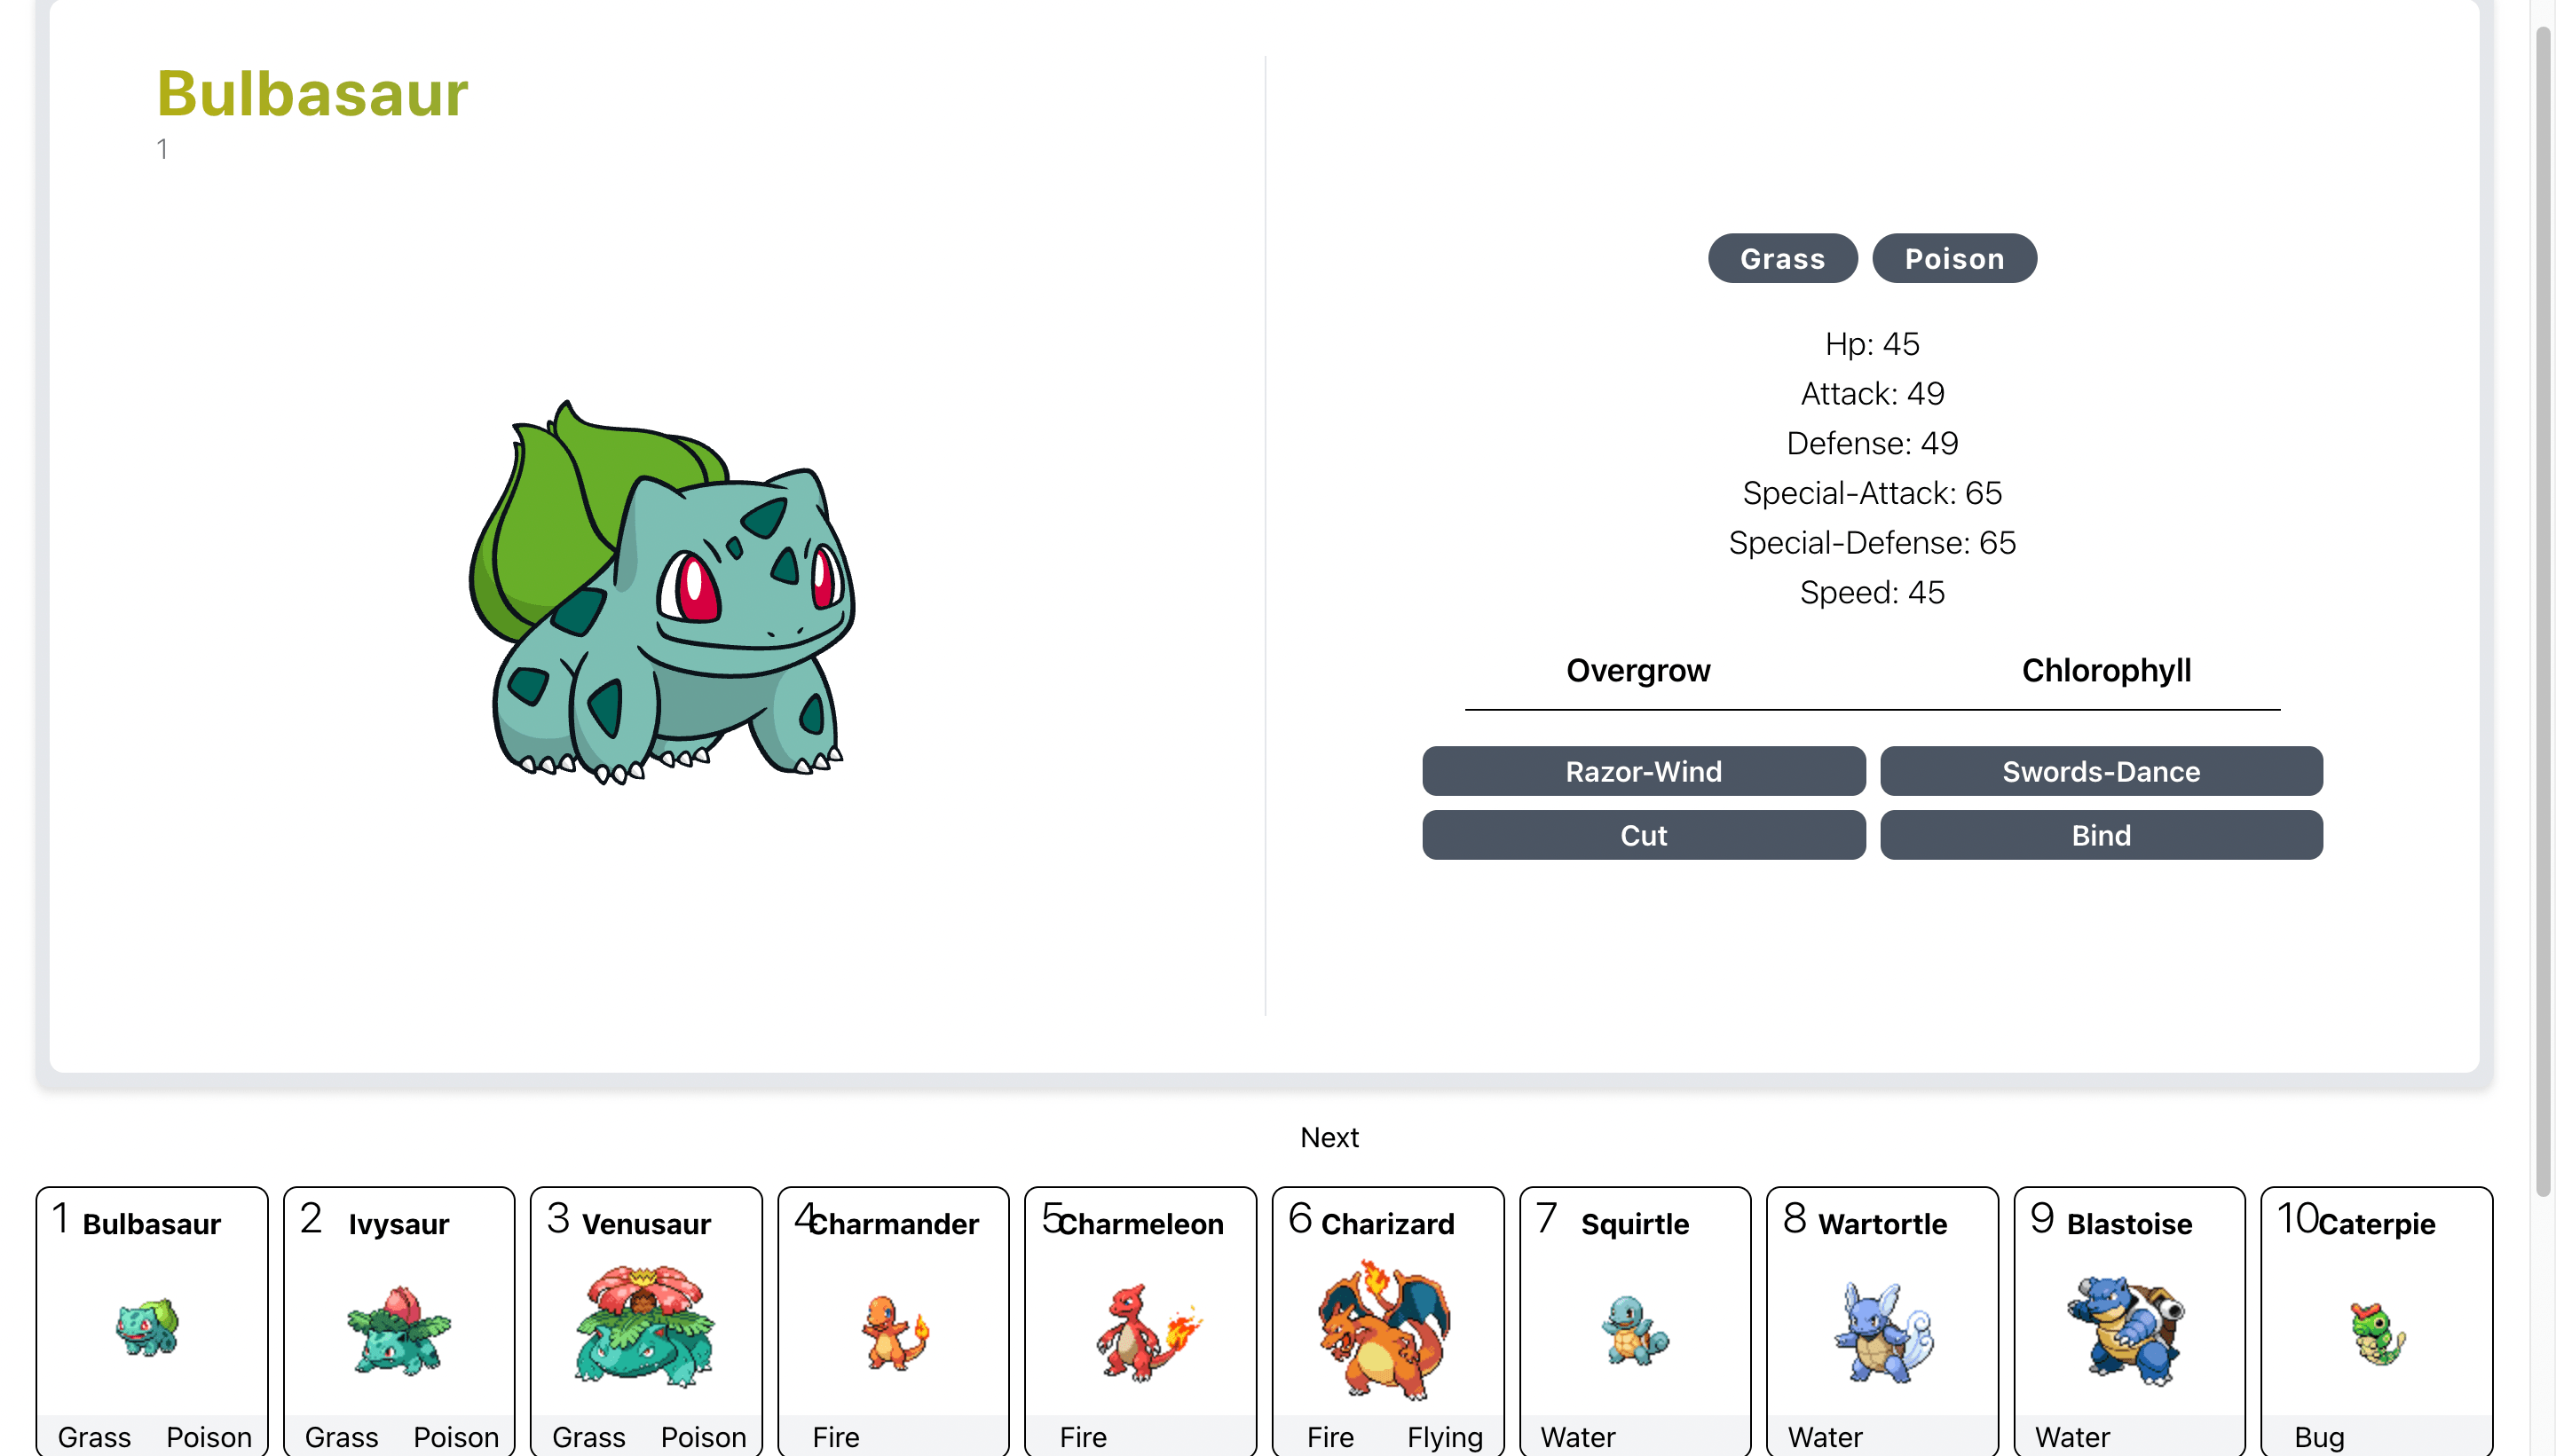 Bulbasaur
1
Grass Poison
Hp: 45
Attack: 49
Defense: 49
Special-Attack: 65
Special-Defense: 65
Speed: 45
Overgrow Chlorophyll
Razor-Wind Swords-Dance
Cut Bind
Next
1 Bulbasaur
Grass Poison
2 Ivysaur
Grass Poison
3 Venusaur
Grass Poison
4 Charmander
Fire
5 Charmeleon
Fire
6 Charizard
Fire Flying
7 Squirtle
Water
8 Wartortle
Water
9 Blastoise
Water
10 Caterpie
Bug